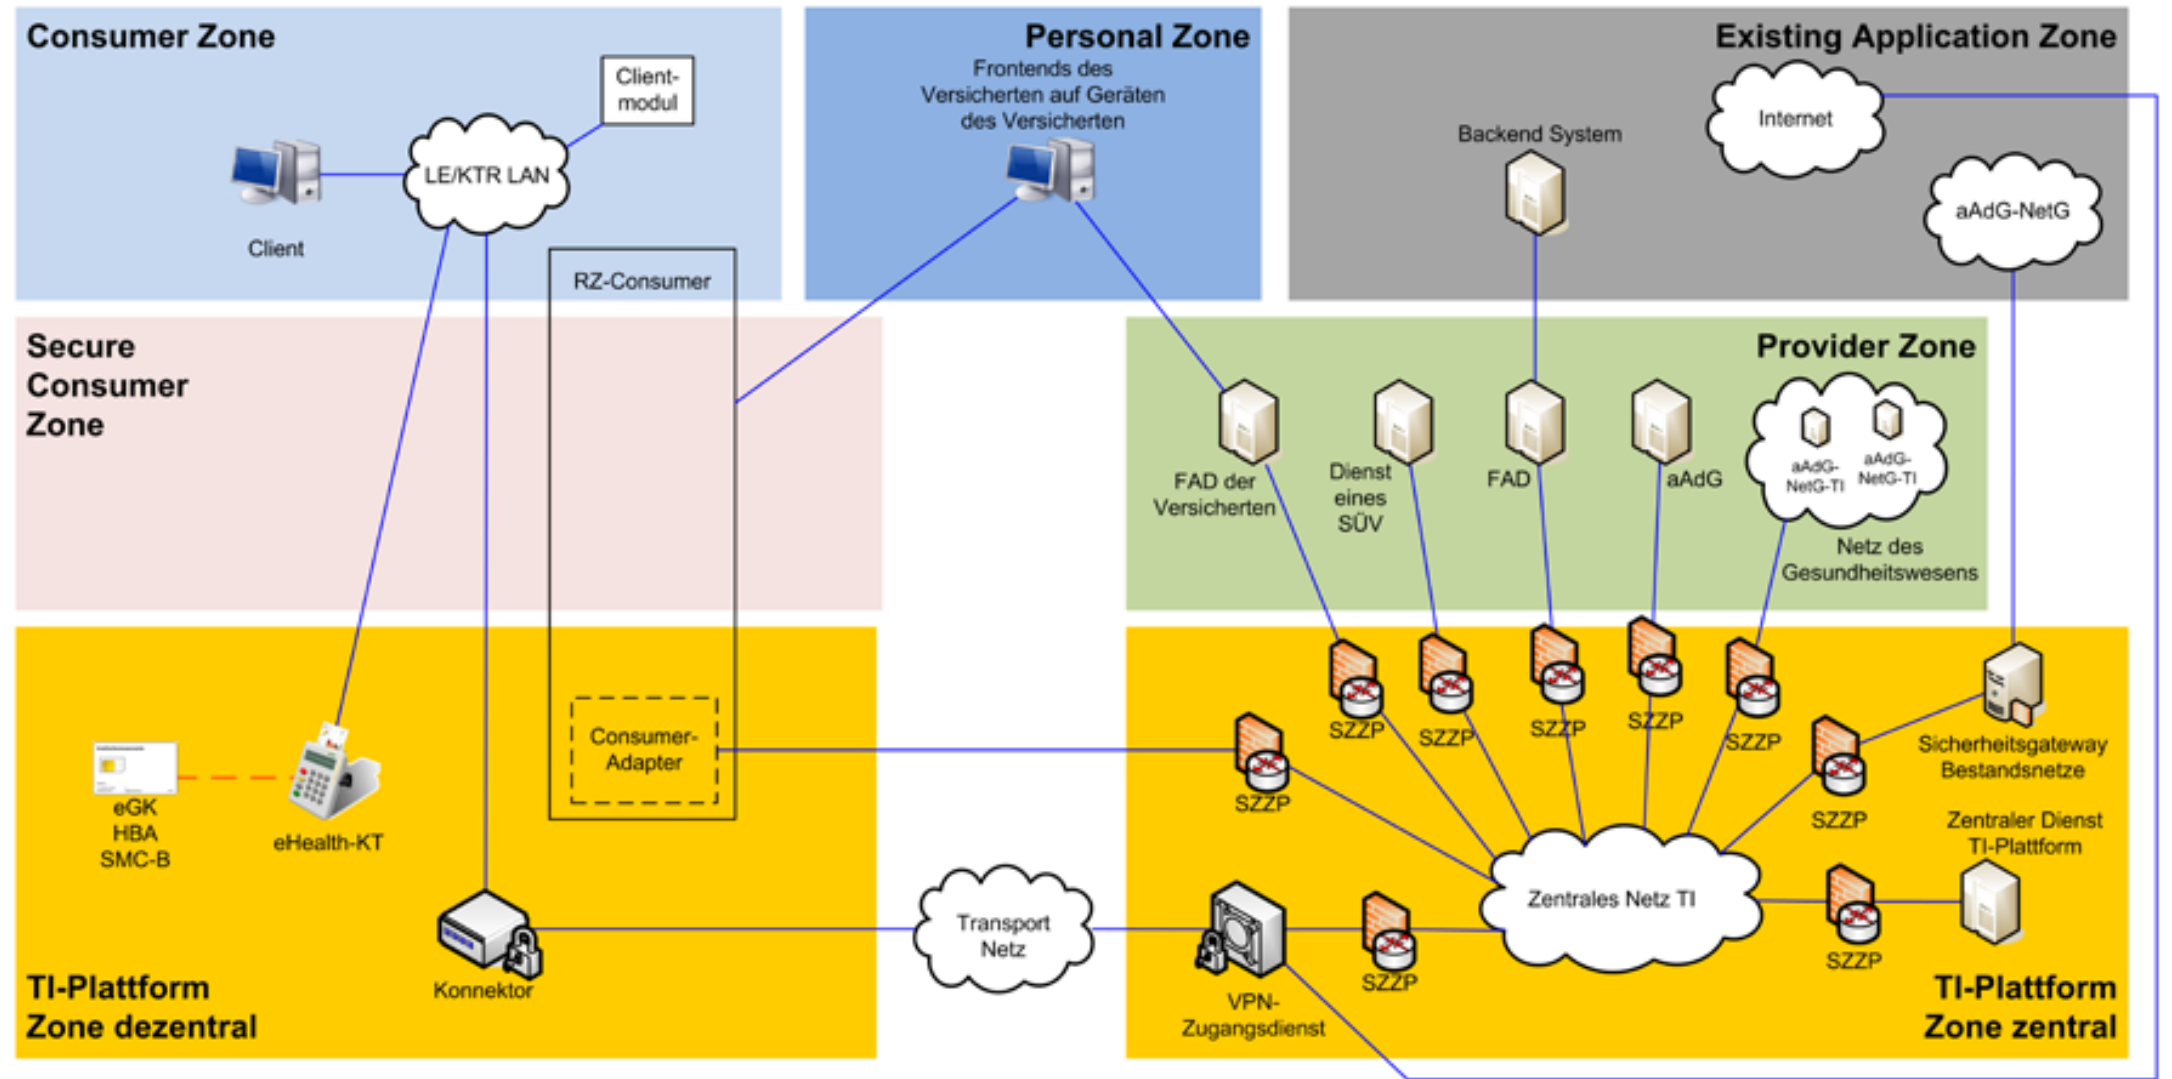 Consumer Zone
Client-
modul
LE/KTR LAN
Client
RZ-Consumer
Personal Zone
Frontends des
Versicherten auf Geräten
des Versicherten
Existing Application Zone
Internet
Backend System
aAdG-NetG
Secure
Consumer
Zone
Provider Zone
FAD der
Versicherten
Dienst
eines
SÜV
FAD
aAdG
aAdG-
NetG-TI
aAdG-
NetG-TI
Netz des
Gesundheitswesens
eGK
HBA
SMC-B
eHealth-KT
Consumer-
Adapter
Konnektor
TI-Plattform
Zone dezentral
Transport
Netz
SZZP
SZZP
SZZP
SZZP
SZZP
SZZP
SZZP
Sicherheitsgateway
Bestandsnetze
Zentraler Dienst
TI-Plattform
Zentrales Netz TI
SZZP
SZZP
VPN-
Zugangsdienst
TI-Plattform
Zone zentral